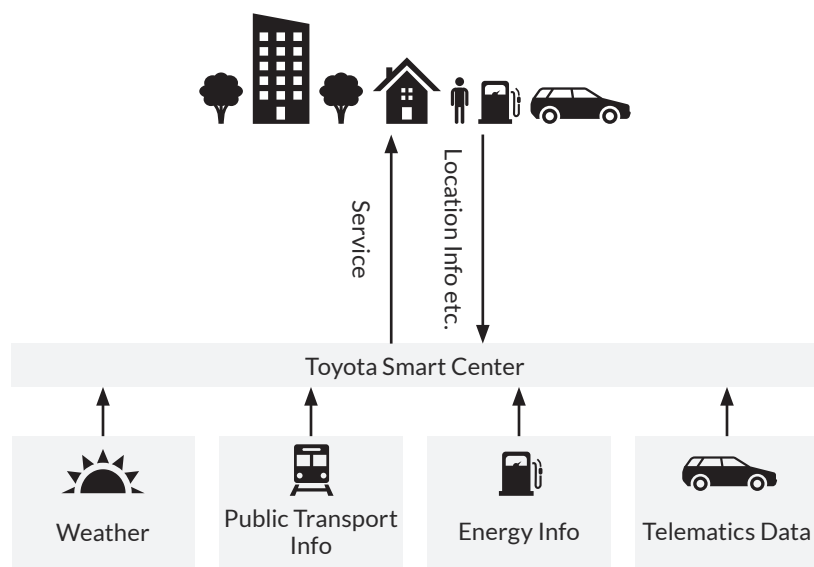 Service
Location Info etc.
Toyota Smart Center
Weather
Public Transport
Info
Energy Info
Telematics Data